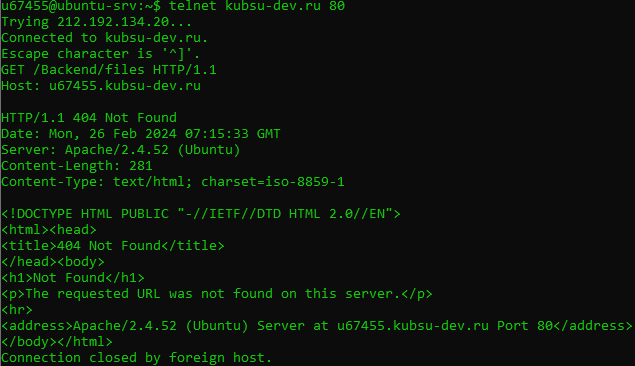 u67455@ubuntu-srv:~$ telnet kubsu-dev.ru 80
Trying 212.192.134.20...
Connected to kubsu-dev.ru.
Escape character is '^]'.
GET /Backend/files HTTP/1.1
Host: u67455.kubsu-dev.ru
HTTP/1.1 404 Not Found
Date: Mon, 26 Feb 2024 07:15:33 GMT
Server: Apache/2.4.52 (Ubuntu)
Content-Length: 281
Content-Type: text/html; charset=iso-8859-1
<!DOCTYPE HTML PUBLIC "-//IETF//DTD HTML 2.0//EN">
<html><head>
<title>404 Not Found</title>
</head><body>
<h1>Not Found</h1>
<p>The requested URL was not found on this server.</p>
<hr>
<address>Apache/2.4.52 (Ubuntu) Server at u67455.kubsu-dev.ru Port 80</address>
</body></html>
Connection closed by foreign host.